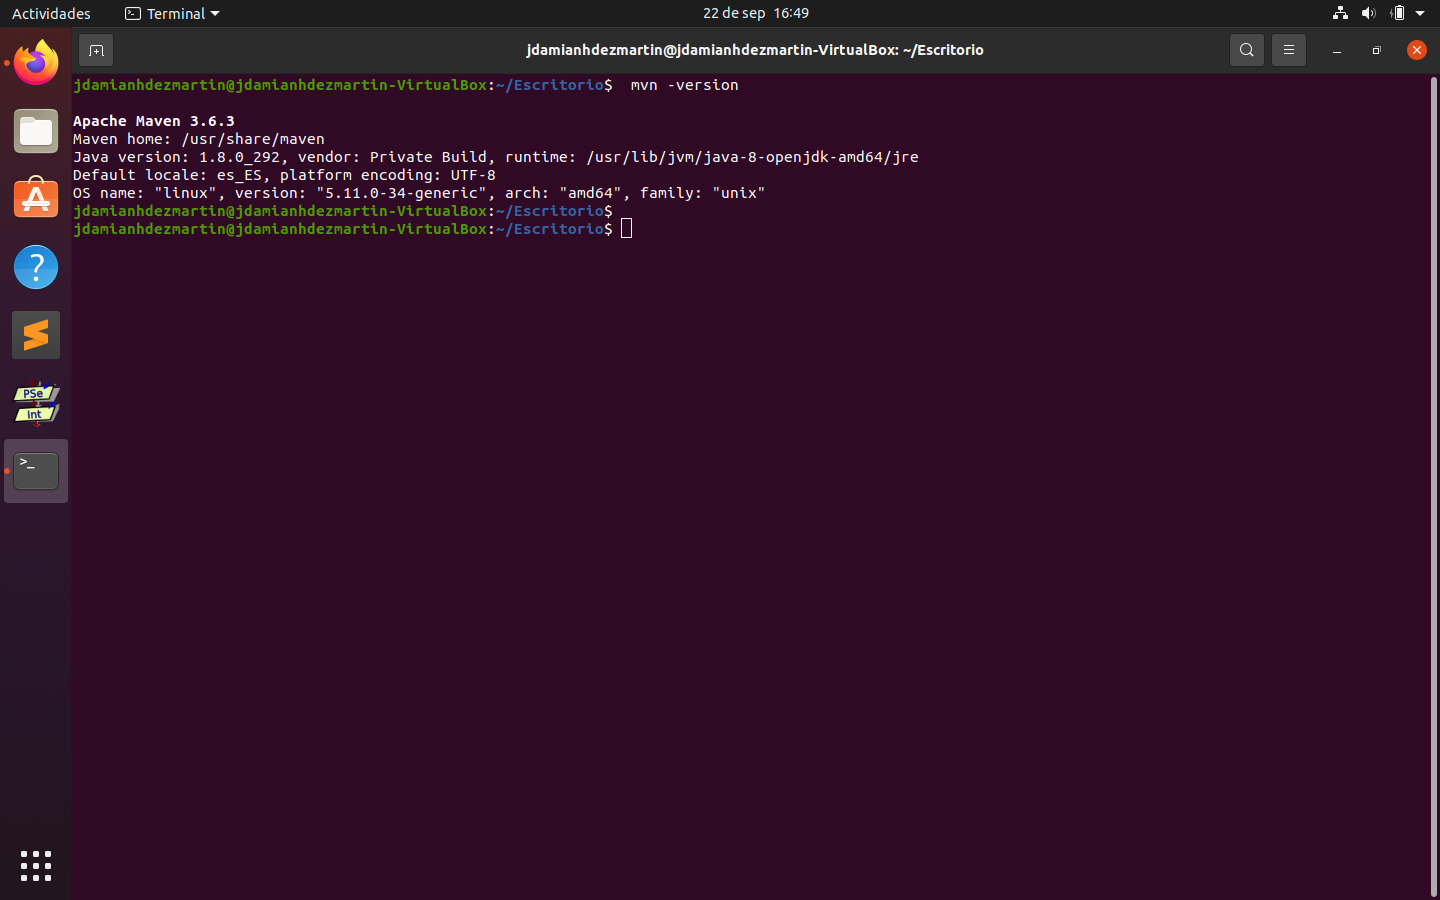 Actividades
Terminal
22 de sep 16:49
jdamianhdezmartin@jdamianhdezmartin-VirtualBox: ~/Escritorio
jdamianhdezmartin@jdamianhdezmartin-VirtualBox:~/Escritorio$  mvn -version
Apache Maven 3.6.3
Maven home: /usr/share/maven
Java version: 1.8.0_292, vendor: Private Build, runtime: /usr/lib/jvm/java-8-openjdk-amd64/jre
Default locale: es_ES, platform encoding: UTF-8
OS name: "linux", version: "5.11.0-34-generic", arch: "amd64", family: "unix"
jdamianhdezmartin@jdamianhdezmartin-VirtualBox:~/Escritorio$
jdamianhdezmartin@jdamianhdezmartin-VirtualBox:~/Escritorio$
PSe
Int